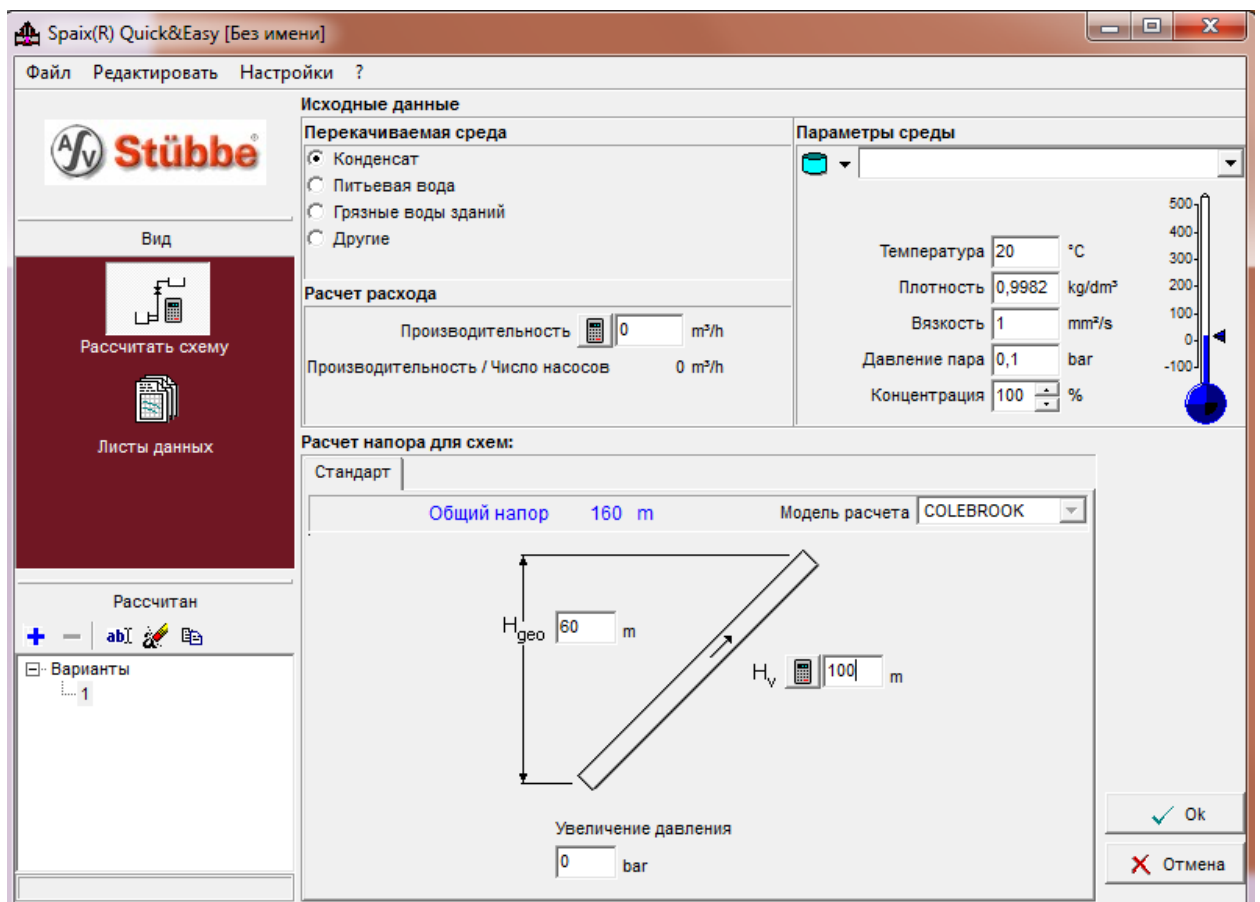 Spaix(R) Quick&Easy [Без имени]
Файл Редактировать Настройки ?
ASV Stübbe®
Вид
Рассчитать схему
Листы данных
Рассчитан
abI
Варианты
1
Исходные данные
Перекачиваемая среда
Конденсат
Питьевая вода
Грязные воды зданий
Другие
Расчет расхода
Производительность 0 m³/h
Производительность / Число насосов 0 m³/h
Параметры среды
Температура 20 °C
Плотность 0,9982 kg/dm³
Вязкость 1 mm²/s
Давление пара 0,1 bar
Концентрация 100 %
500
400
300
200
100
0
-100
Расчет напора для схем:
Стандарт
Общий напор 160 m Модель расчета COLEBROOK
Hgeo 60 m
Hv 100 m
Увеличение давления
0 bar
Ok
Отмена